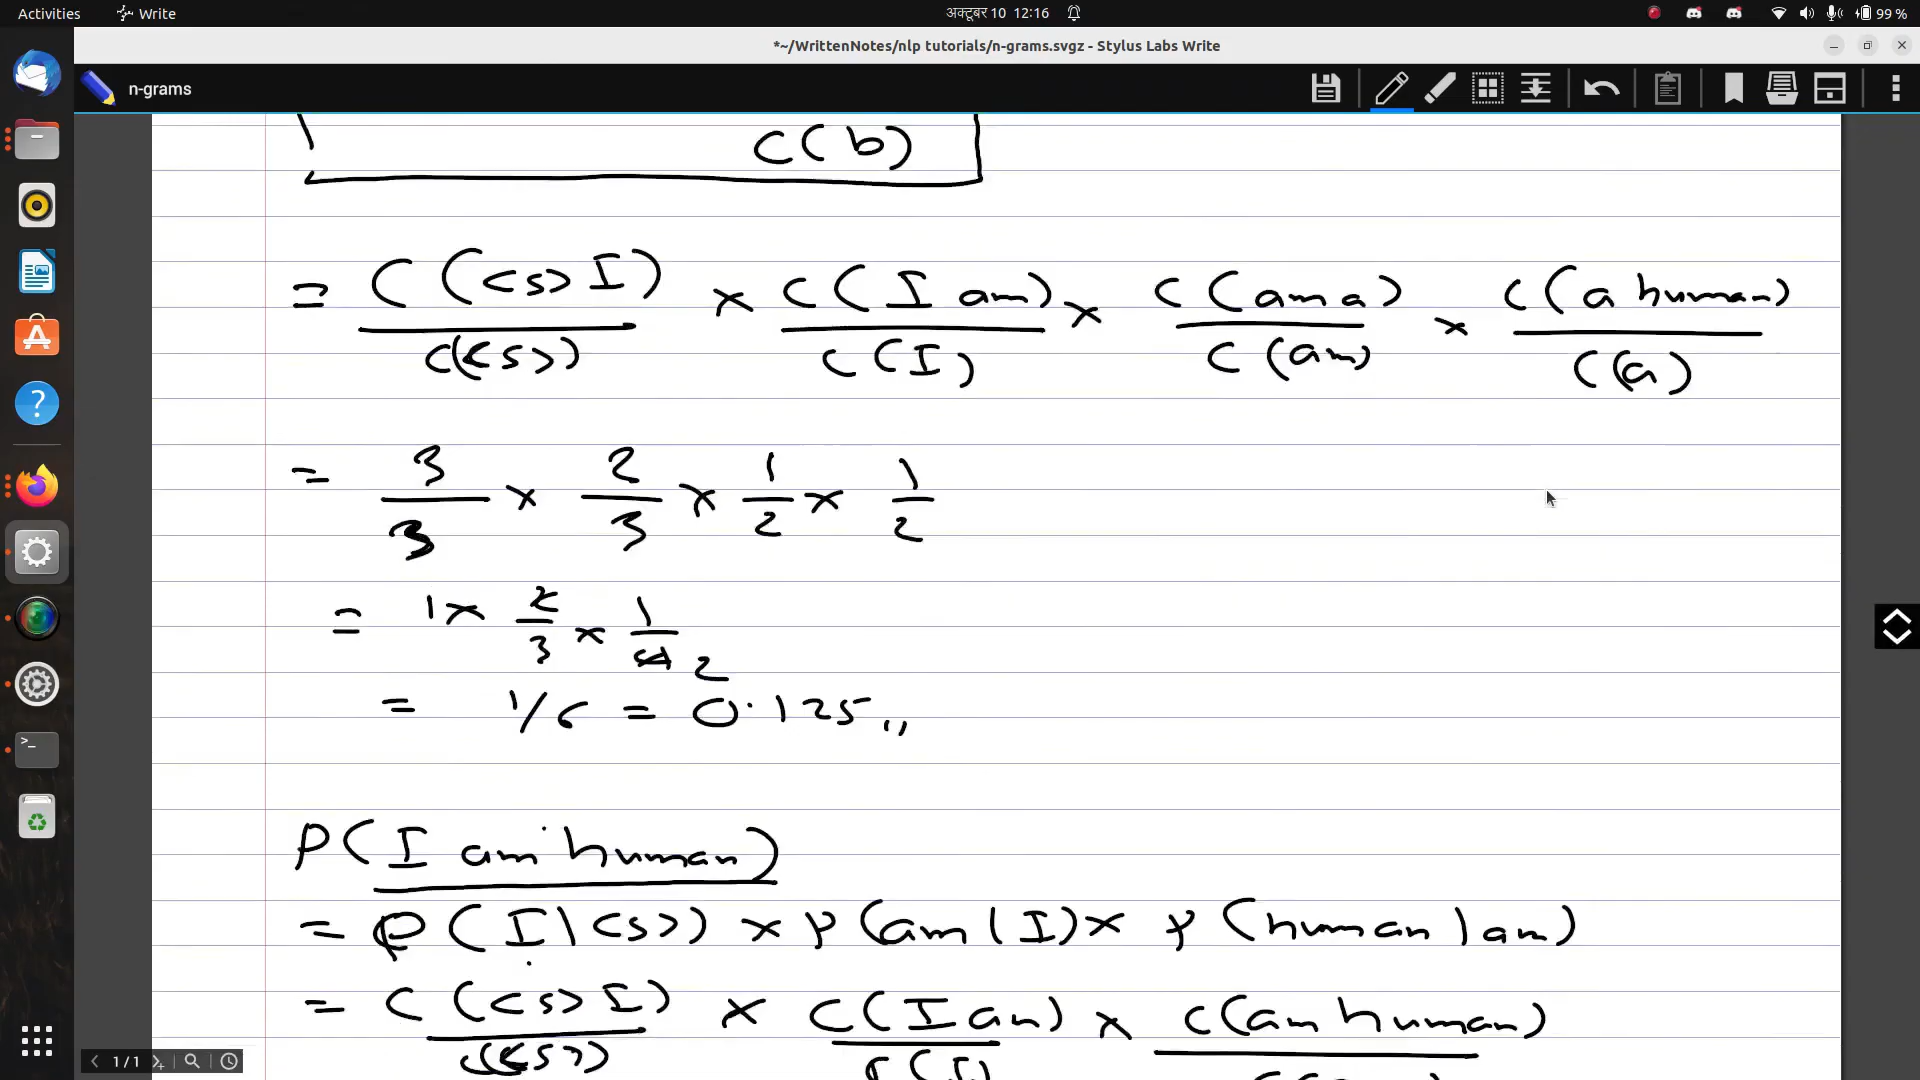 Activities Write अक्टूबर 10 12:16 99 %
*~/WrittenNotes/nlp tutorials/n-grams.svgz - Stylus Labs Write
n-grams
C(b)
= C(<s> I) / C(<s>) × C(I am) / C(I) × C(am a) / C(am) × C(a human) / C(a)
= 3/3 × 2/3 × 1/2 × 1/2
= 1 × 2/3 × 1/4 2
= 1/6 = 0.125,,
P(I am human)
= P(I|<s>) × P(am|I) × P(human|am)
= C(<s> I) / C(<s>) × C(I am) / C(I) × C(am human)
1/1